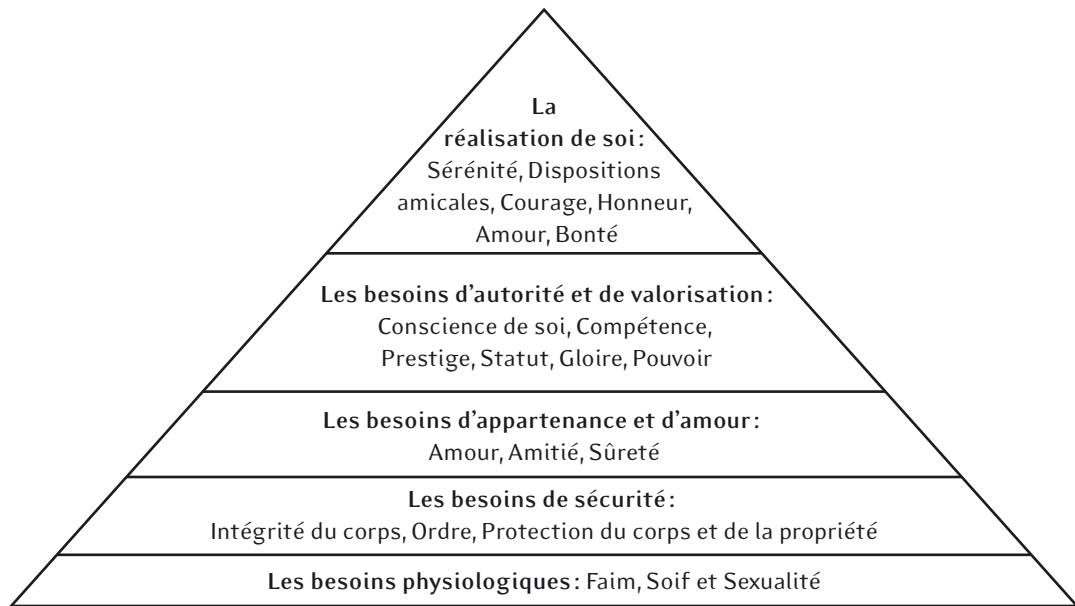 La
réalisation de soi :
Sérénité, Dispositions
amicales, Courage, Honneur,
Amour, Bonté
Les besoins d’autorité et de valorisation :
Conscience de soi, Compétence,
Prestige, Statut, Gloire, Pouvoir
Les besoins d’appartenance et d’amour :
Amour, Amitié, Sûreté
Les besoins de sécurité :
Intégrité du corps, Ordre, Protection du corps et de la propriété
Les besoins physiologiques : Faim, Soif et Sexualité